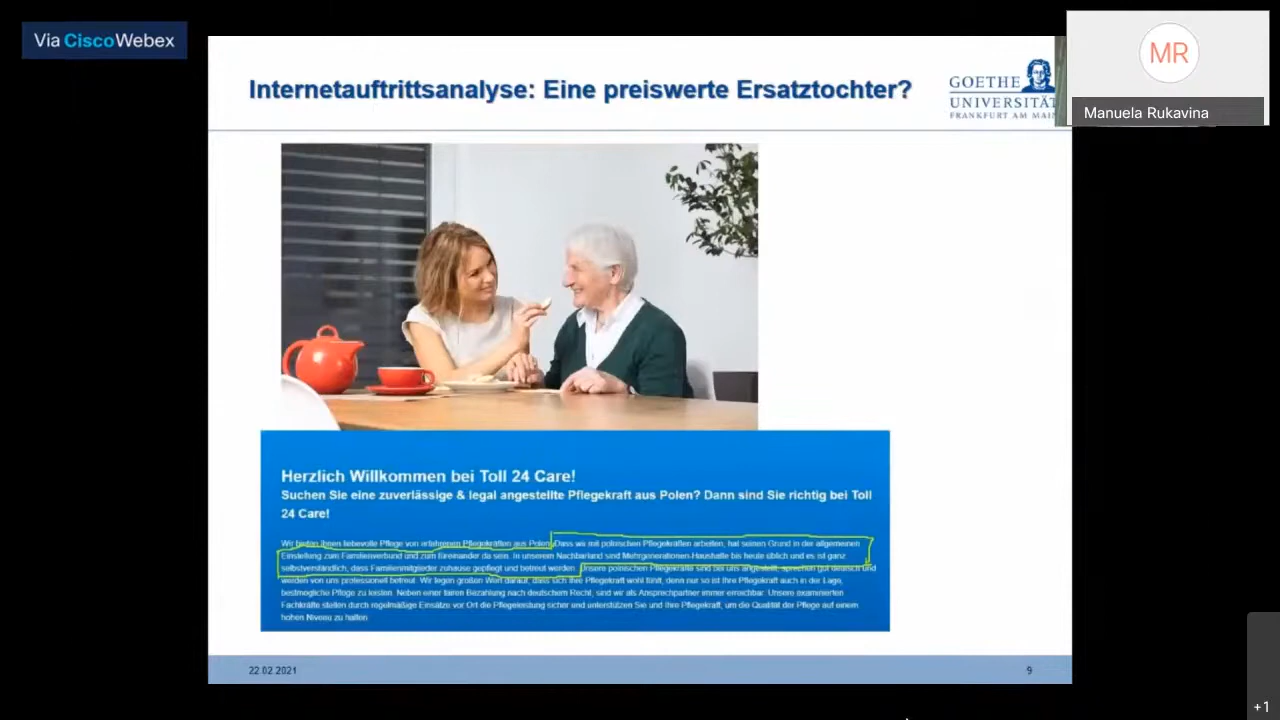 Via CiscoWebex
Internetauftrittsanalyse: Eine preiswerte Ersatztochter?
GOETHE
UNIVERSITÄT
FRANKFURT AM MAIN
MR
Manuela Rukavina
Herzlich Willkommen bei Toll 24 Care!
Suchen Sie eine zuverlässige & legal angestellte Pflegekraft aus Polen? Dann sind Sie richtig bei Toll
24 Care!
Wir bieten Ihnen liebevolle Pflege von erfahrenen Pflegekräften aus Polen. Dass wir mit polnischen Pflegekräften arbeiten, hat seinen Grund in der allgemeinen
Einstellung zum Familienverbund und zum füreinander da sein. In unserem Nachbarland sind Mehrgenerationen-Haushalte bis heute üblich und es ist ganz
selbstverständlich, dass Familienmitglieder zuhause gepflegt und betreut werden. Unsere polnischen Pflegekräfte sind bei uns angestellt, sprechen gut deutsch und
werden von uns professionell betreut. Wir legen großen Wert darauf, dass sich Ihre Pflegekraft wohl fühlt, denn nur so ist Ihre Pflegekraft auch in der Lage,
bestmögliche Pflege zu leisten. Neben einer fairen Bezahlung nach deutschem Recht, sind wir als Ansprechpartner immer erreichbar. Unsere examinierten
Fachkräfte stellen durch regelmäßige Einsätze vor Ort die Pflegeleistung sicher und unterstützen Sie und Ihre Pflegekraft, um die Qualität der Pflege auf einem
hohen Niveau zu halten.
22.02.2021
9
+1